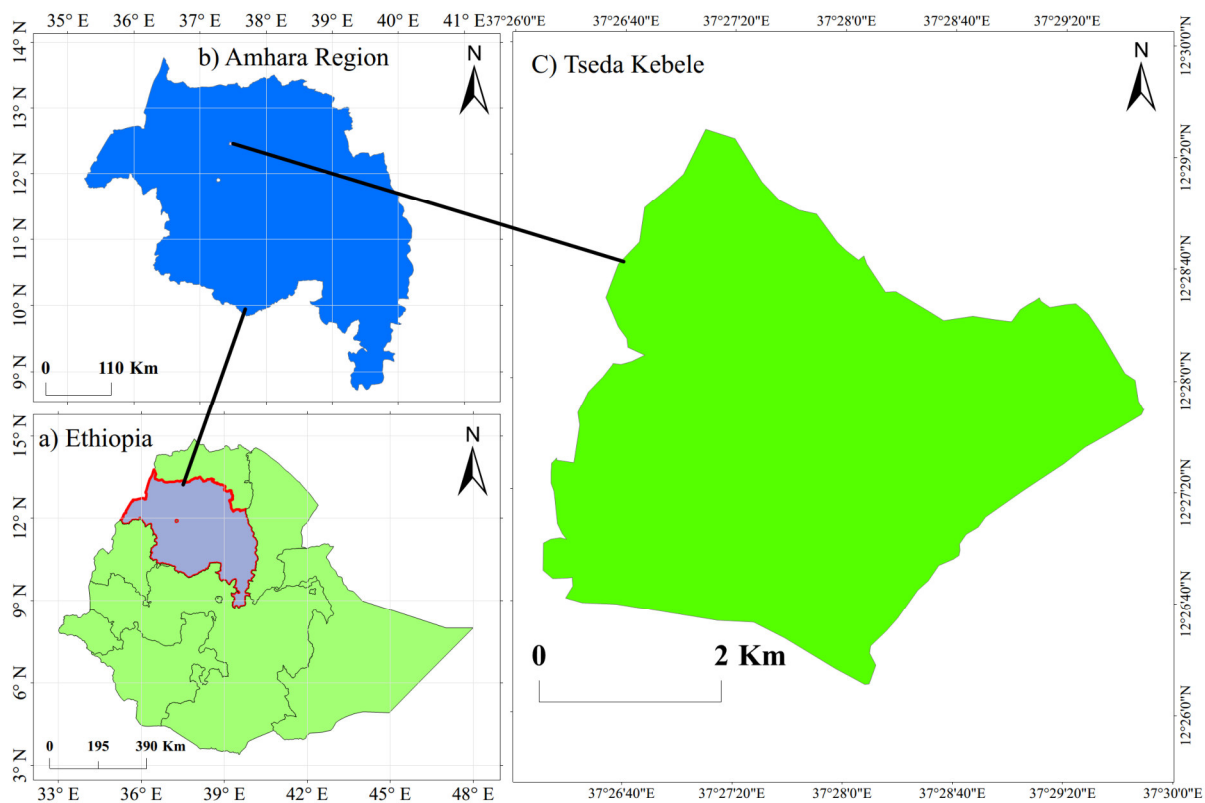 35° E 36° E 37° E 38° E 39° E 40° E 41° E
14° N
13° N
12° N
11° N
10° N
9° N
b) Amhara Region
N
0 110 Km
a) Ethiopia
N
15° N
12° N
9° N
6° N
3° N
0 195 390 Km
33° E 36° E 39° E 42° E 45° E 48° E
37°26'0"E 37°26'40"E 37°27'20"E 37°28'0"E 37°28'40"E 37°29'20"E
C) Tseda Kebele
N
12°30'0"N
12°29'20"N
12°28'40"N
12°28'0"N
12°27'20"N
12°26'40"N
12°26'0"N
0 2 Km
37°26'40"E 37°27'20"E 37°28'0"E 37°28'40"E 37°29'20"E 37°30'0"E